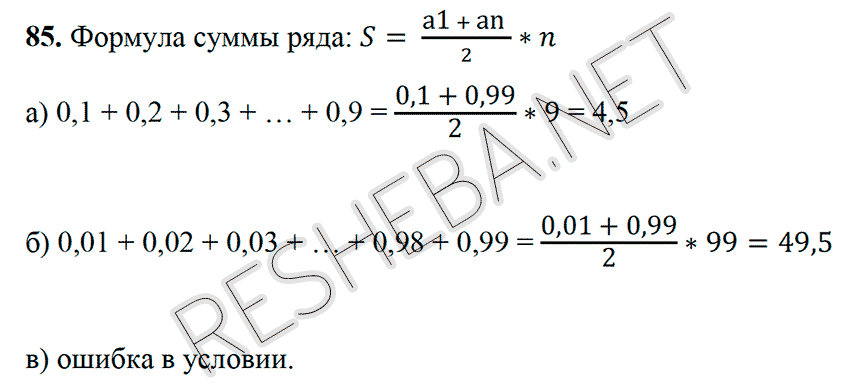 85. Формула суммы ряда: S = (a1 + an)/2 * n
а) 0,1 + 0,2 + 0,3 + … + 0,9 = (0,1 + 0,99)/2 * 9 = 4,5
б) 0,01 + 0,02 + 0,03 + … + 0,98 + 0,99 = (0,01 + 0,99)/2 * 99 = 49,5
в) ошибка в условии.
RESHEBA.NET